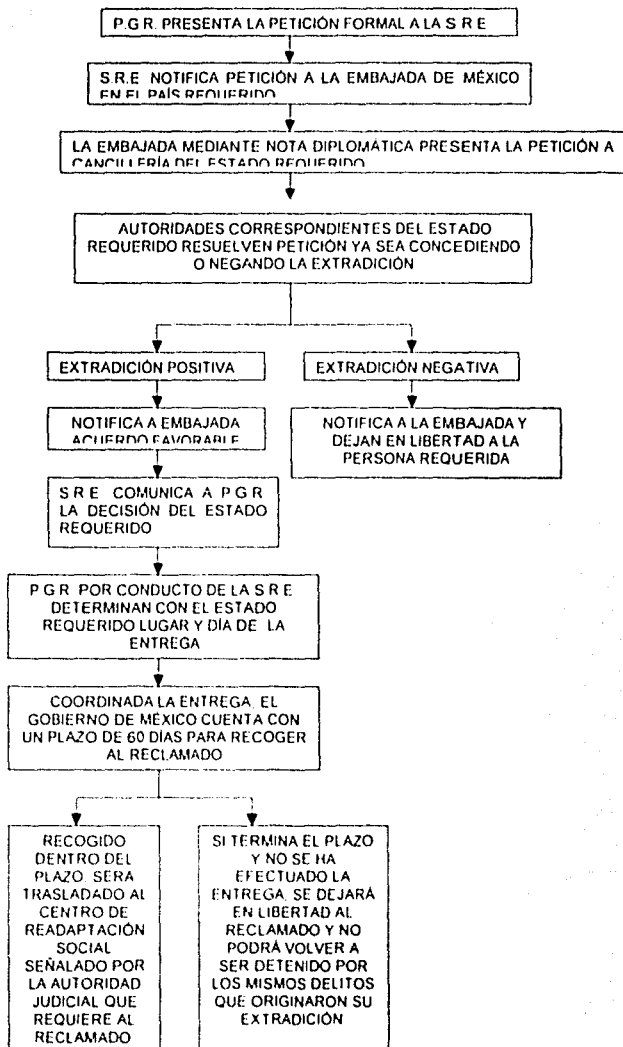 P.G.R. PRESENTA LA PETICIÓN FORMAL A LA S R E
S.R.E NOTIFICA PETICIÓN A LA EMBAJADA DE MÉXICO
EN EL PAÍS REQUERIDO
LA EMBAJADA MEDIANTE NOTA DIPLOMÁTICA PRESENTA LA PETICIÓN A
CANCILLERÍA DEL ESTADO REQUERIDO
AUTORIDADES CORRESPONDIENTES DEL ESTADO
REQUERIDO RESUELVEN PETICIÓN YA SEA CONCEDIENDO
O NEGANDO LA EXTRADICIÓN
EXTRADICIÓN POSITIVA
NOTIFICA A EMBAJADA
ACUERDO FAVORABLE
S R E COMUNICA A P G R
LA DECISIÓN DEL ESTADO
REQUERIDO
EXTRADICIÓN NEGATIVA
NOTIFICA A LA EMBAJADA Y
DEJAN EN LIBERTAD A LA
PERSONA REQUERIDA
P G R POR CONDUCTO DE LA S R E
DETERMINAN CON EL ESTADO
REQUERIDO LUGAR Y DÍA DE LA
ENTREGA
COORDINADA LA ENTREGA, EL
GOBIERNO DE MÉXICO CUENTA CON
UN PLAZO DE 60 DÍAS PARA RECOGER
AL RECLAMADO
RECOGIDO
DENTRO DEL
PLAZO, SERA
TRASLADADO AL
CENTRO DE
READAPTACIÓN
SOCIAL
SEÑALADO POR
LA AUTORIDAD
JUDICIAL QUE
REQUIERE AL
RECLAMADO
SI TERMINA EL PLAZO
Y NO SE HA
EFECTUADO LA
ENTREGA, SE DEJARÁ
EN LIBERTAD AL
RECLAMADO Y NO
PODRÁ VOLVER A
SER DETENIDO POR
LOS MISMOS DELITOS
QUE ORIGINARON SU
EXTRADICIÓN